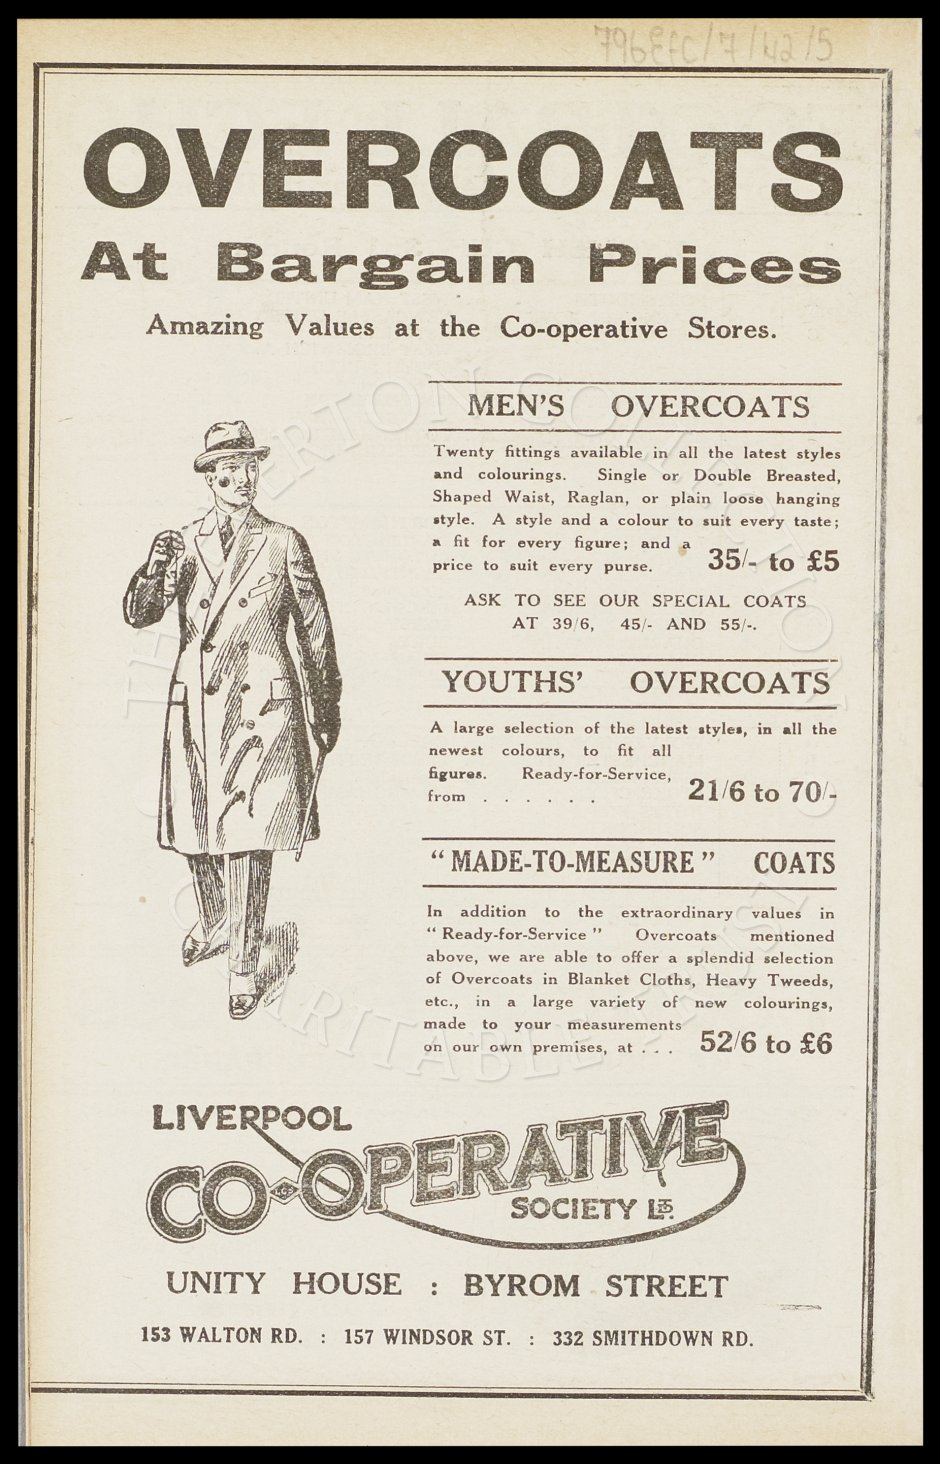 796EFC/7/42/5
OVERCOATS
At Bargain Prices
Amazing Values at the Co-operative Stores.
MEN'S OVERCOATS
Twenty fittings available in all the latest styles
and colourings. Single or Double Breasted,
Shaped Waist, Raglan, or plain loose hanging
style. A style and a colour to suit every taste;
a fit for every figure; and a
price to suit every purse. 35/- to £5
ASK TO SEE OUR SPECIAL COATS
AT 39/6, 45/- AND 55/-.
YOUTHS' OVERCOATS
A large selection of the latest styles, in all the
newest colours, to fit all
figures. Ready-for-Service,
from . . . . . . 21/6 to 70/-
"MADE-TO-MEASURE" COATS
In addition to the extraordinary values in
"Ready-for-Service" Overcoats mentioned
above, we are able to offer a splendid selection
of Overcoats in Blanket Cloths, Heavy Tweeds,
etc., in a large variety of new colourings,
made to your measurements
on our own premises, at . . . 52/6 to £6
LIVERPOOL
CO-OPERATIVE
SOCIETY LTD.
UNITY HOUSE : BYROM STREET
153 WALTON RD. : 157 WINDSOR ST. : 332 SMITHDOWN RD.
THE EVERTON COLLECTION
CHARITABLE TRUST